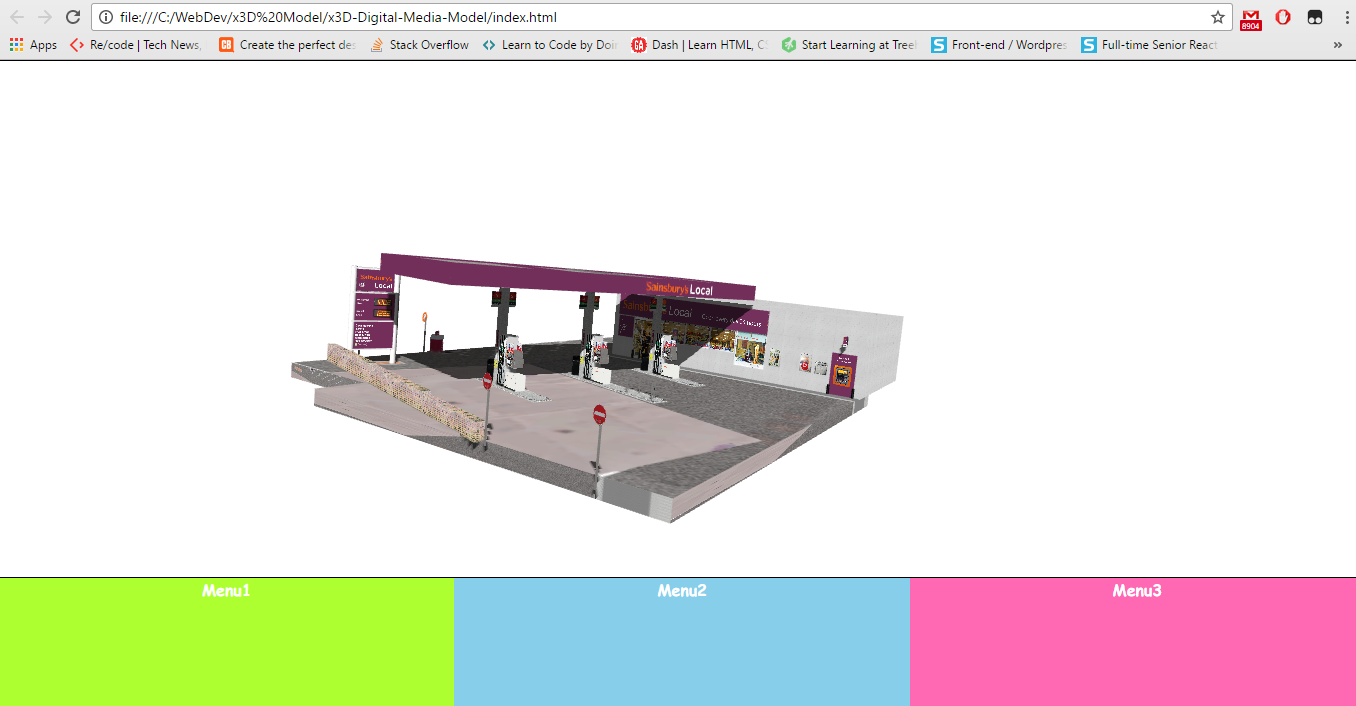 file:///C:/WebDev/x3D%20Model/x3D-Digital-Media-Model/index.html
8904
Apps
Re/code | Tech News,
Create the perfect de
Stack Overflow
Learn to Code by Doi
Dash | Learn HTML, C
Start Learning at Tree
Front-end / Wordpres
Full-time Senior React
»
Sainsbury's
Local
Sainsbury's Local
Local
Menu1
Menu2
Menu3